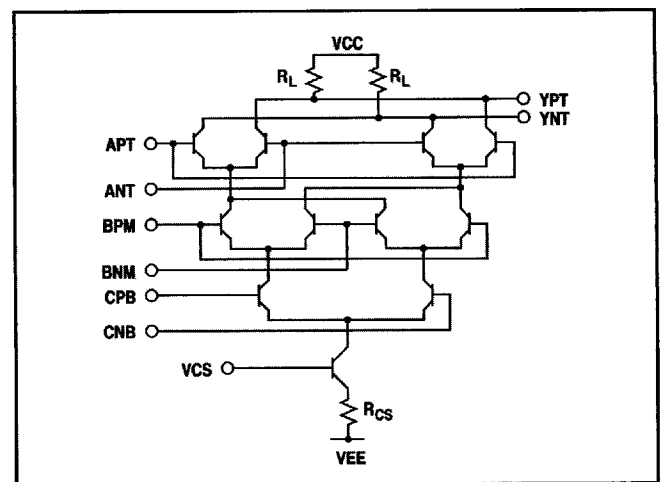 VCC
RL RL
YPT
YNT
APT
ANT
BPM
BNM
CPB
CNB
VCS
RCS
VEE